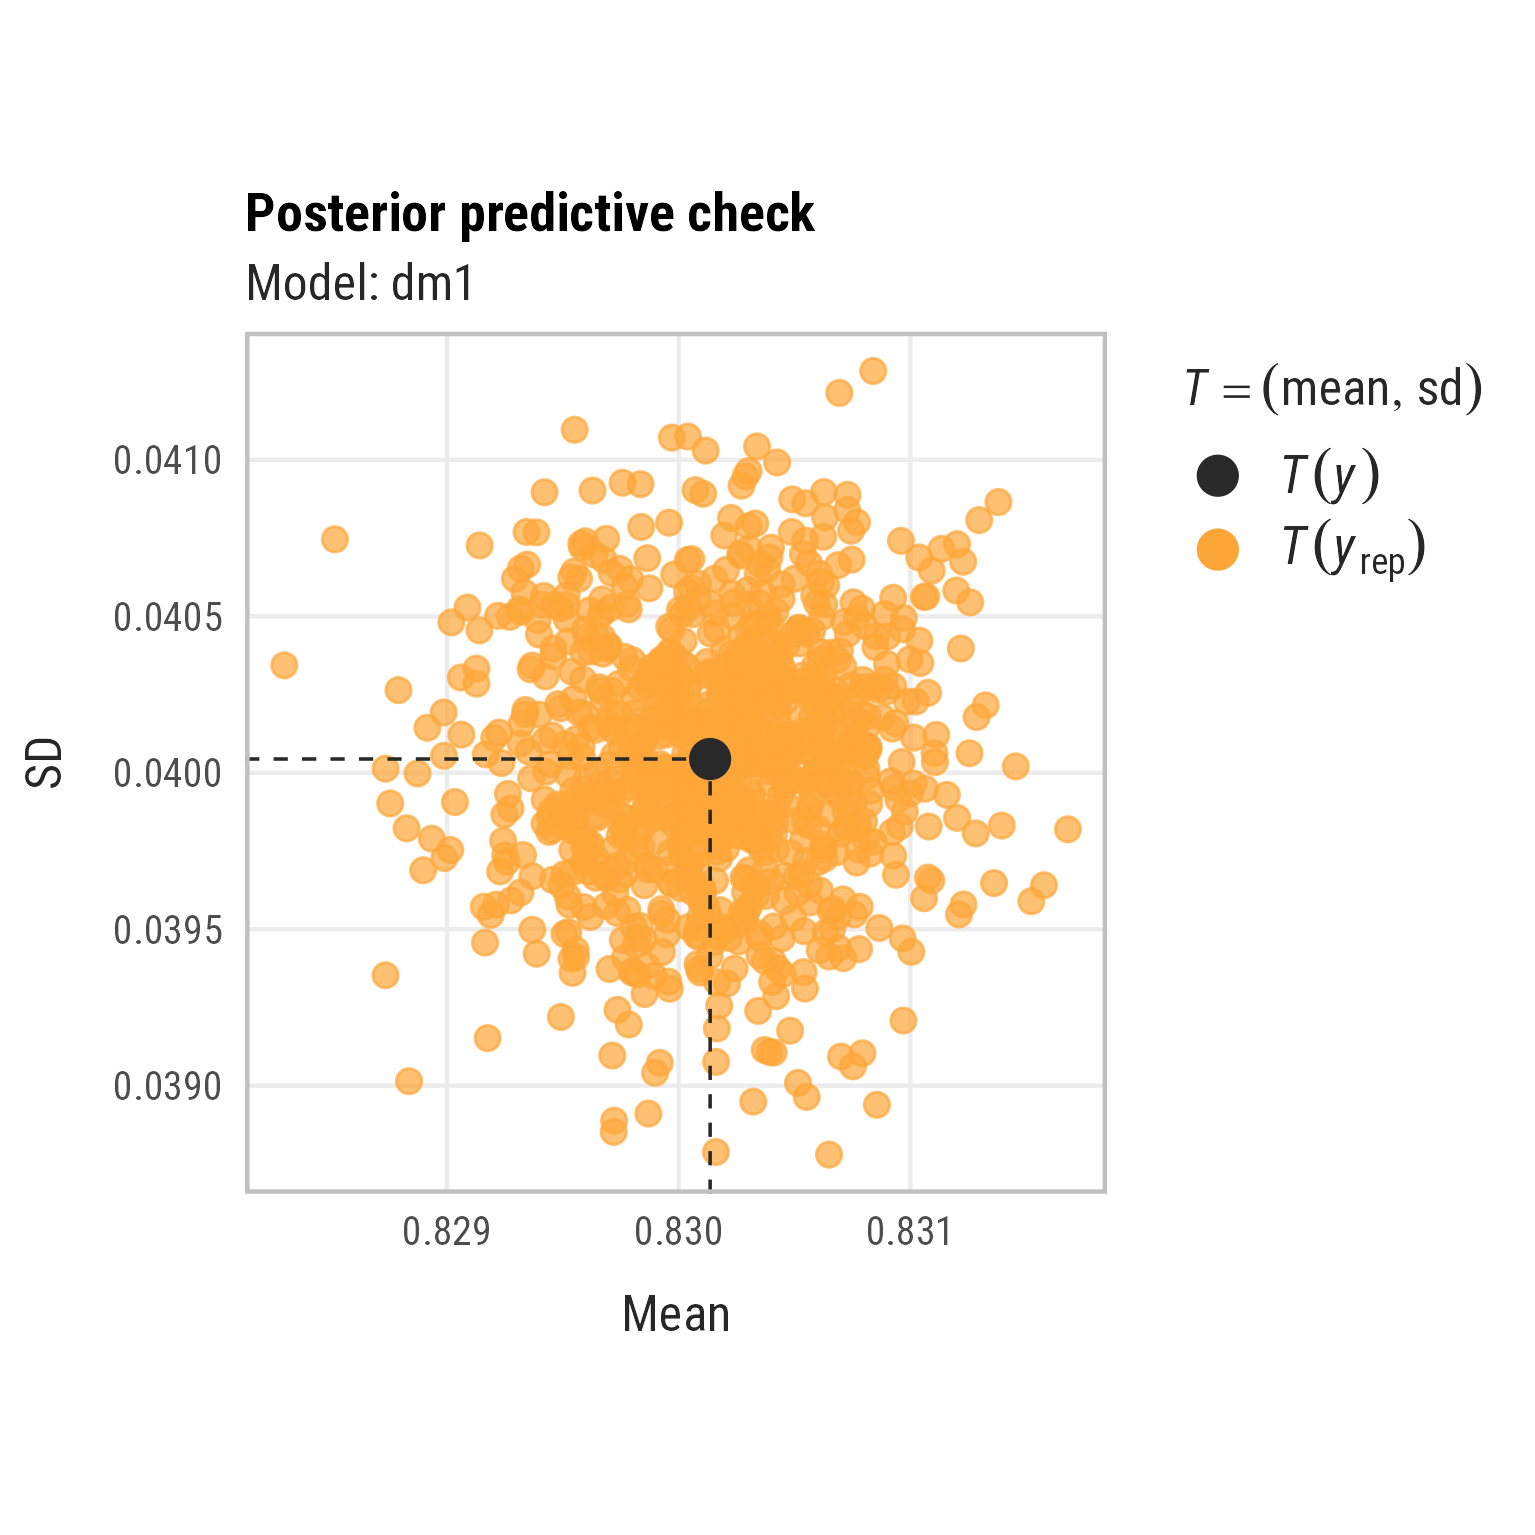 Posterior predictive check
Model: dm1
T = (mean, sd)
T(y)
T(y rep)
0.0410
0.0405
0.0400
0.0395
0.0390
SD
0.829 0.830 0.831
Mean